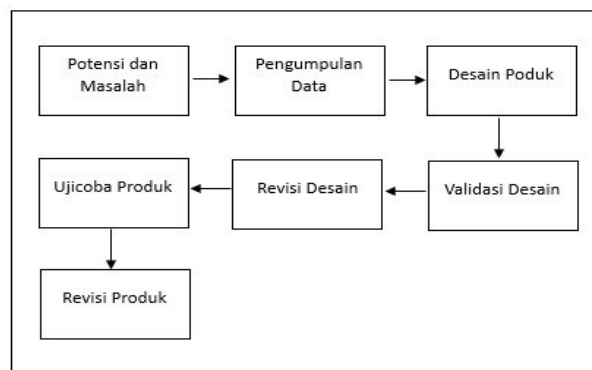 Potensi dan
Masalah
Pengumpulan
Data
Desain Poduk
Validasi Desain
Revisi Desain
Ujicoba Produk
Revisi Produk